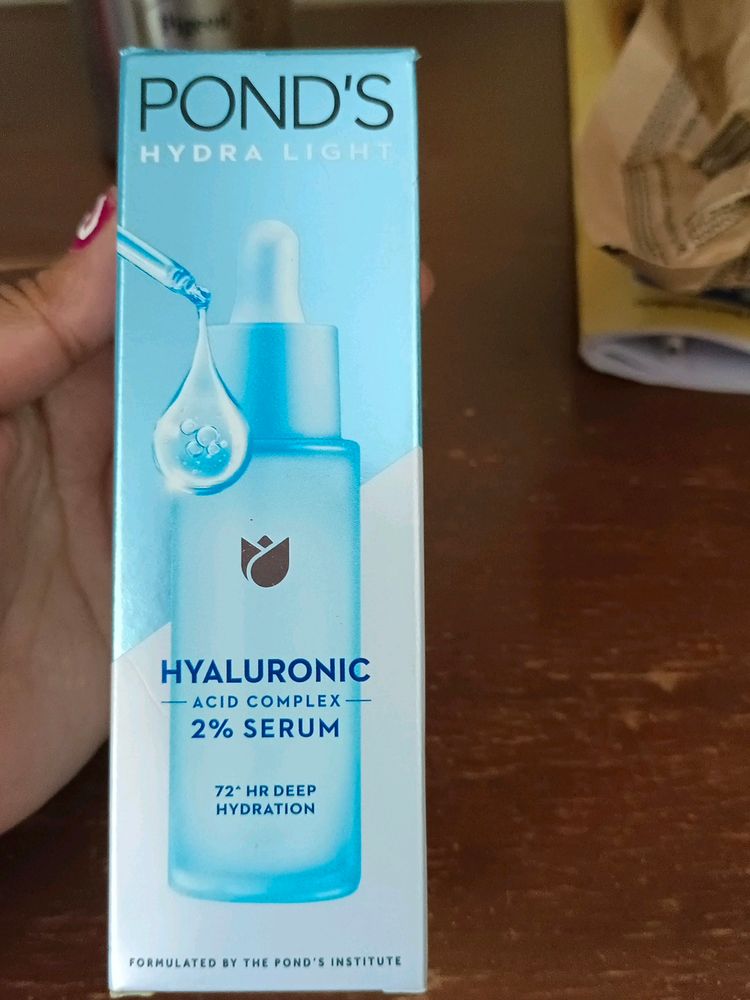 POND'S
HYDRA LIGHT
HYALURONIC
ACID COMPLEX
2% SERUM
72^ HR DEEP
HYDRATION
FORMULATED BY THE POND'S INSTITUTE